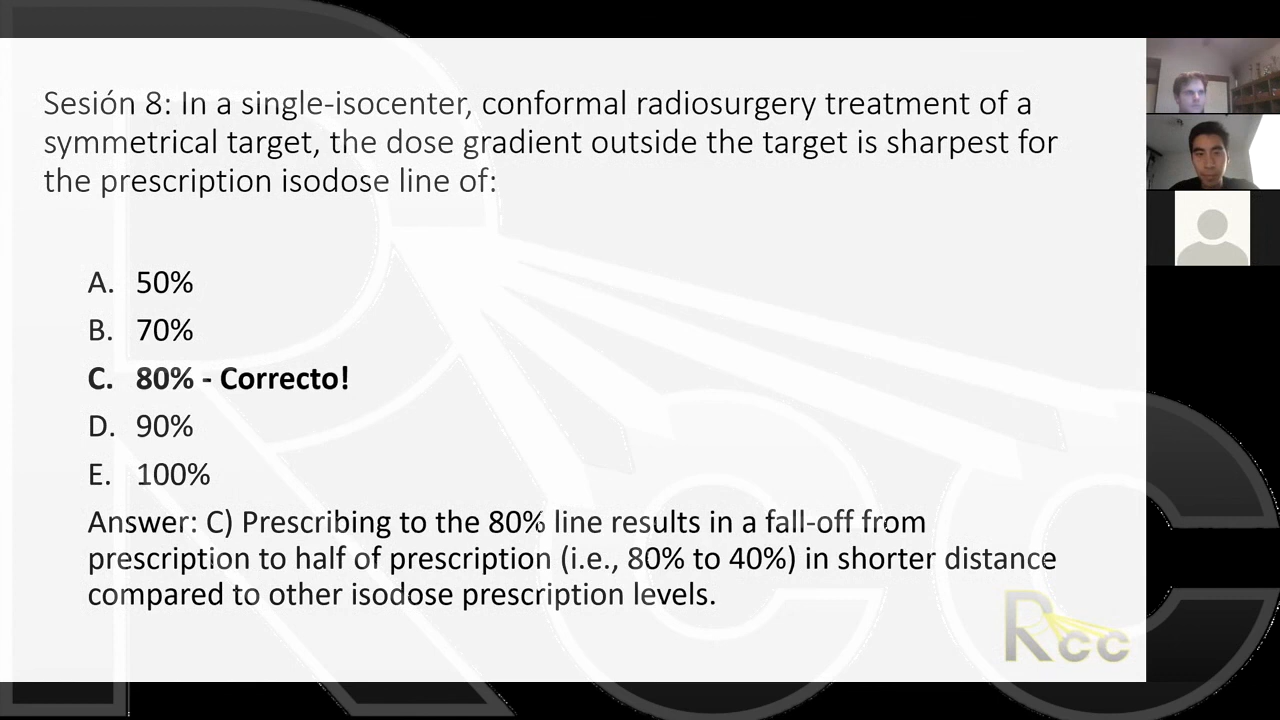 Sesión 8: In a single-isocenter, conformal radiosurgery treatment of a
symmetrical target, the dose gradient outside the target is sharpest for
the prescription isodose line of:
A. 50%
B. 70%
C. 80% - Correcto!
D. 90%
E. 100%
Answer: C) Prescribing to the 80% line results in a fall-off from
prescription to half of prescription (i.e., 80% to 40%) in shorter distance
compared to other isodose prescription levels.
Rcc